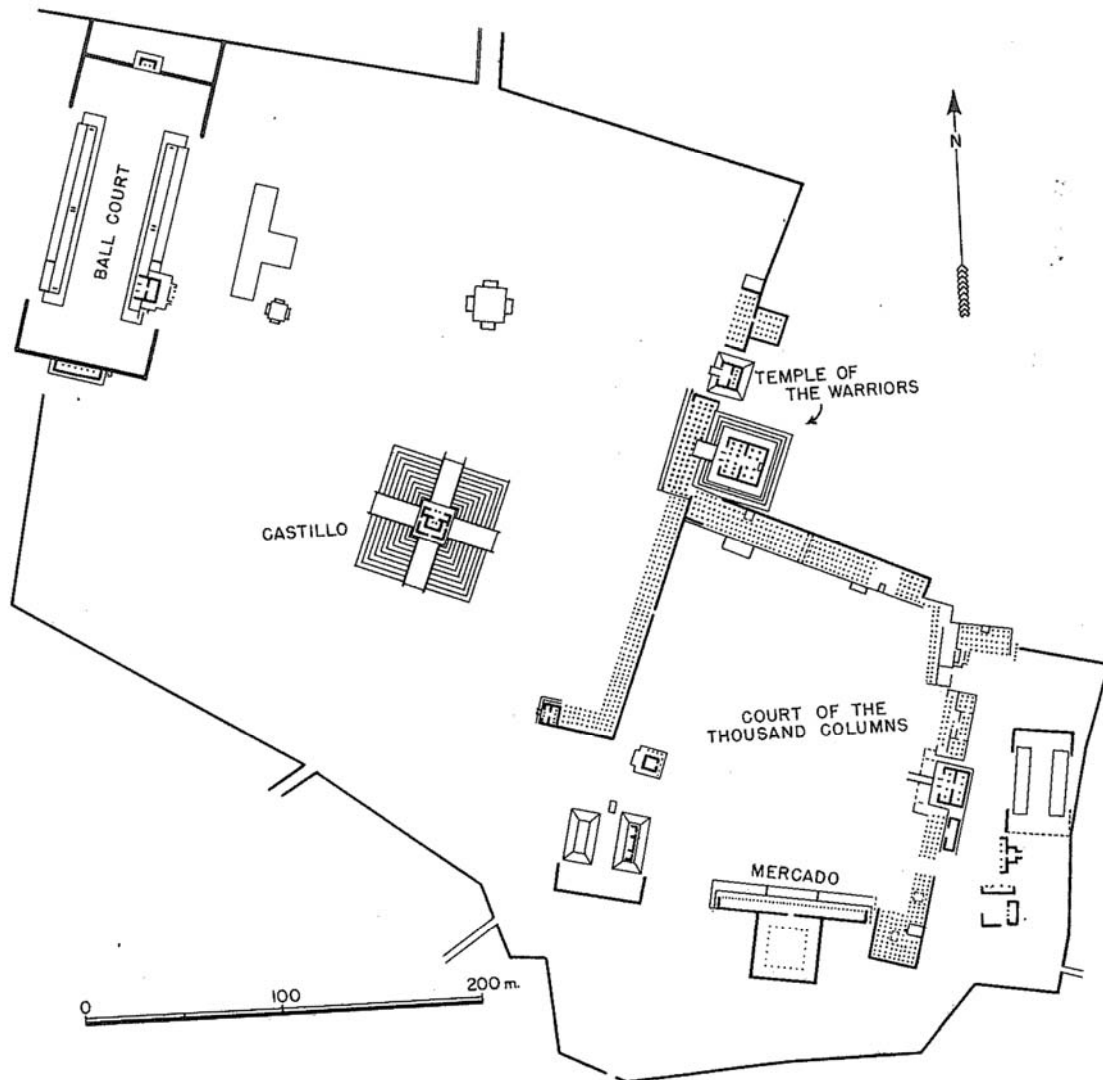 N
BALL COURT
TEMPLE OF
THE WARRIORS
CASTILLO
COURT OF THE
THOUSAND COLUMNS
MERCADO
0 100 200 m.